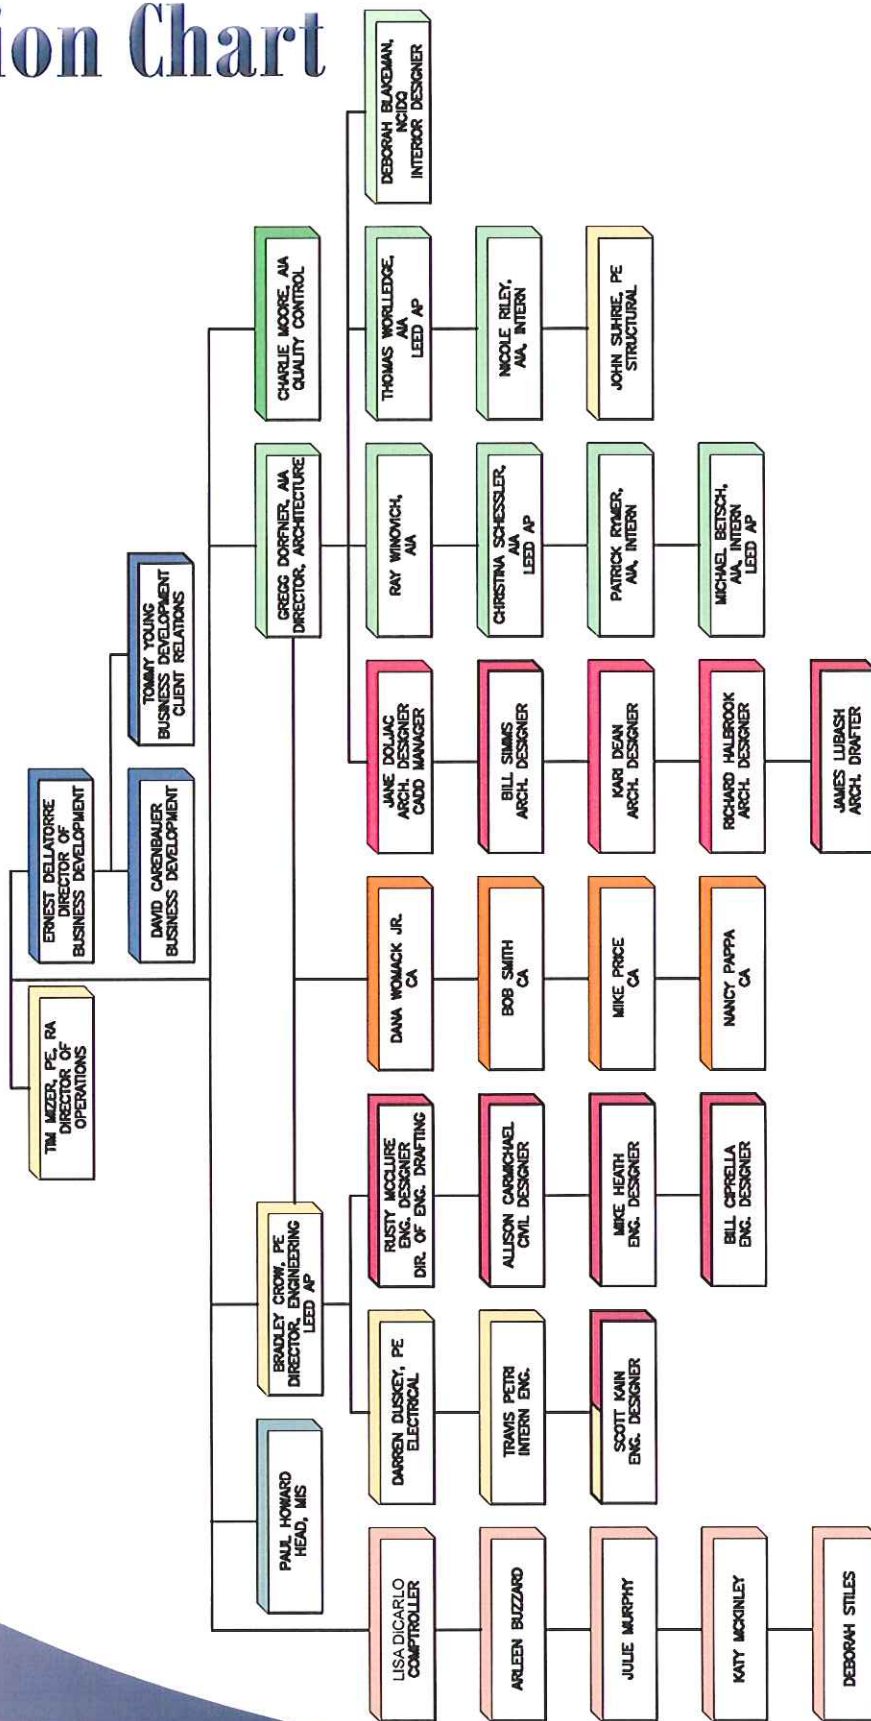 ion Chart
TIM MIZER, PE, RA
DIRECTOR OF
OPERATIONS
ERNEST DELLATORRE
DIRECTOR OF
BUSINESS DEVELOPMENT
DAVID CARENBAUER
BUSINESS DEVELOPMENT
TOMMY YOUNG
BUSINESS DEVELOPMENT
CLIENT RELATIONS
PAUL HOWARD
HEAD, MIS
BRADLEY CROW, PE
DIRECTOR, ENGINEERING
LEED AP
GREGG DORFNER, AIA
DIRECTOR, ARCHITECTURE
CHARLIE MOORE, AIA
QUALITY CONTROL
LISA DICARLO
COMPTROLLER
ARLEEN BUZZARD
JULIE MURPHY
KATY MCKINLEY
DEBORAH STILES
DARREN DUSKEY, PE
ELECTRICAL
TRAVIS PETRI
INTERN ENG.
SCOTT KAIN
ENG. DESIGNER
RUSTY MCCLURE
ENG. DESIGNER
DIR. OF ENG. DRAFTING
ALLISON CARMICHAEL
CIVIL DESIGNER
MIKE HEATH
ENG. DESIGNER
BILL CIPRELLA
ENG. DESIGNER
DANA WOMACK JR.
CA
BOB SMITH
CA
MIKE PRICE
CA
NANCY PAPPA
CA
JANE DOLJAC
ARCH. DESIGNER
CADD MANAGER
BILL SIMMS
ARCH. DESIGNER
KARI DEAN
ARCH. DESIGNER
RICHARD HALBROOK
ARCH. DESIGNER
JAMES LUBASH
ARCH. DRAFTER
RAY WINOVICH,
AIA
CHRISTINA SCHESSLER,
AIA
LEED AP
PATRICK RYMER,
AIA, INTERN
MICHAEL BETSCH,
AIA, INTERN
LEED AP
THOMAS WORLLEDGE,
AIA
LEED AP
NICOLE RILEY,
AIA, INTERN
JOHN SUHRIE, PE
STRUCTURAL
DEBORAH BLAKEMAN,
NCIDQ
INTERIOR DESIGNER